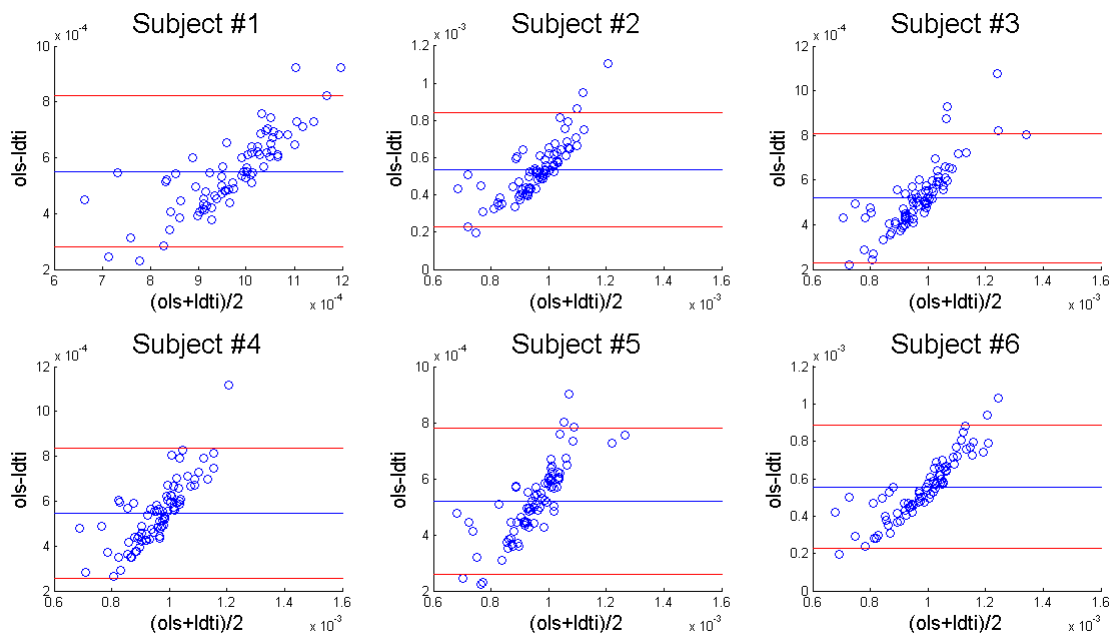 Subject #1
x 10⁻⁴
10
8
6
4
2
ols-ldti
6 7 8 9 10 11 12
x 10⁻⁴
(ols+ldti)/2
Subject #2
x 10⁻³
1.2
1
0.8
0.6
0.4
0.2
0
ols-ldti
0.6 0.8 1 1.2 1.4 1.6
x 10⁻³
(ols+ldti)/2
Subject #3
x 10⁻⁴
12
10
8
6
4
2
ols-ldti
0.6 0.8 1 1.2 1.4 1.6
x 10⁻³
(ols+ldti)/2
Subject #4
x 10⁻⁴
12
10
8
6
4
2
ols-ldti
0.6 0.8 1 1.2 1.4 1.6
x 10⁻³
(ols+ldti)/2
Subject #5
x 10⁻⁴
10
8
6
4
2
ols-ldti
0.6 0.8 1 1.2 1.4 1.6
x 10⁻³
(ols+ldti)/2
Subject #6
x 10⁻³
1.2
1
0.8
0.6
0.4
0.2
0
ols-ldti
0.6 0.8 1 1.2 1.4 1.6
x 10⁻³
(ols+ldti)/2